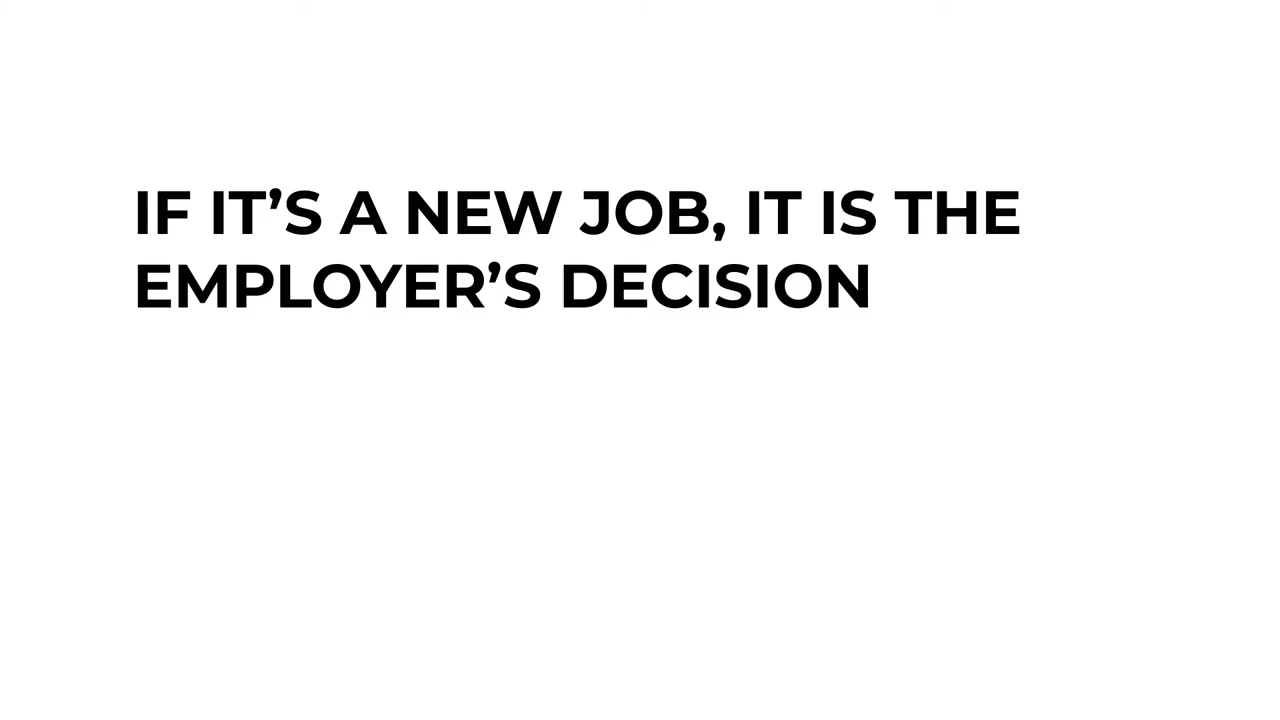 IF IT’S A NEW JOB, IT IS THE
EMPLOYER’S DECISION